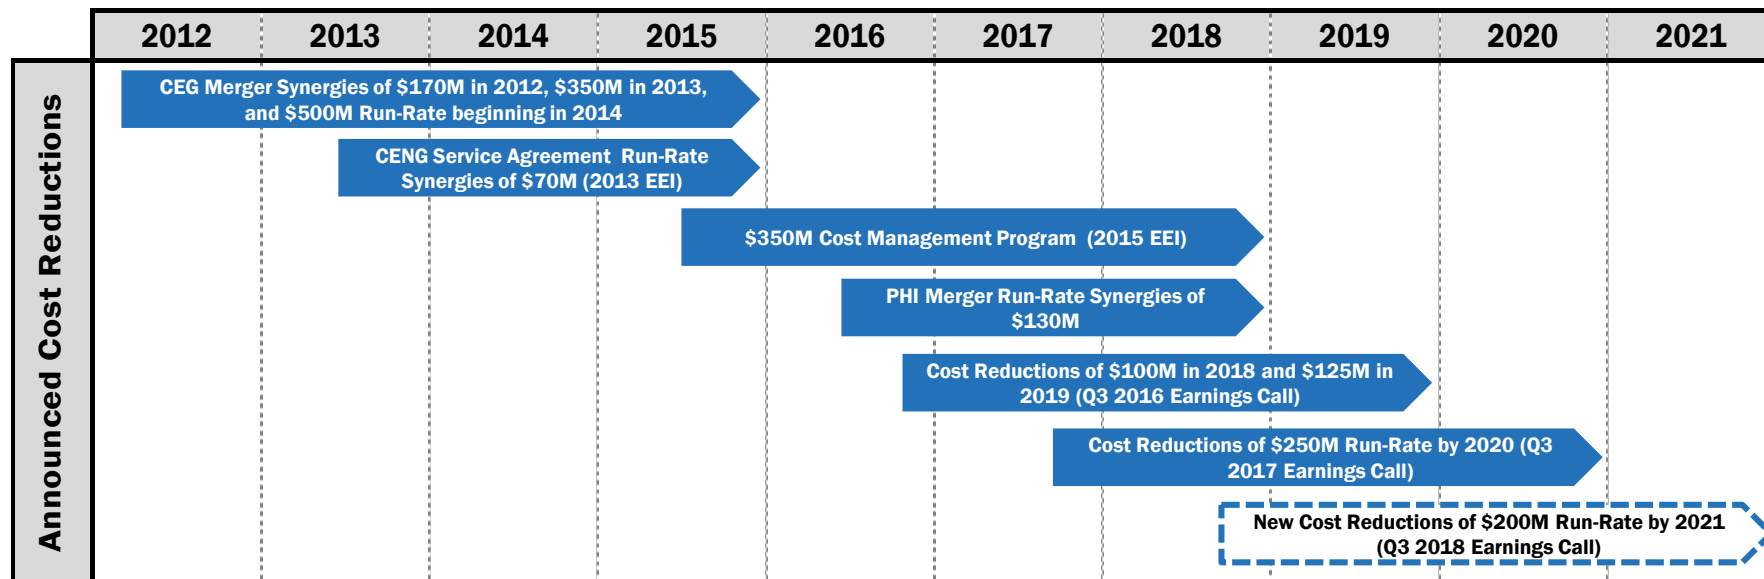 2012 2013 2014 2015 2016 2017 2018 2019 2020 2021
Announced Cost Reductions
CEG Merger Synergies of $170M in 2012, $350M in 2013,
and $500M Run-Rate beginning in 2014
CENG Service Agreement Run-Rate
Synergies of $70M (2013 EEI)
$350M Cost Management Program (2015 EEI)
PHI Merger Run-Rate Synergies of
$130M
Cost Reductions of $100M in 2018 and $125M in
2019 (Q3 2016 Earnings Call)
Cost Reductions of $250M Run-Rate by 2020 (Q3
2017 Earnings Call)
New Cost Reductions of $200M Run-Rate by 2021
(Q3 2018 Earnings Call)